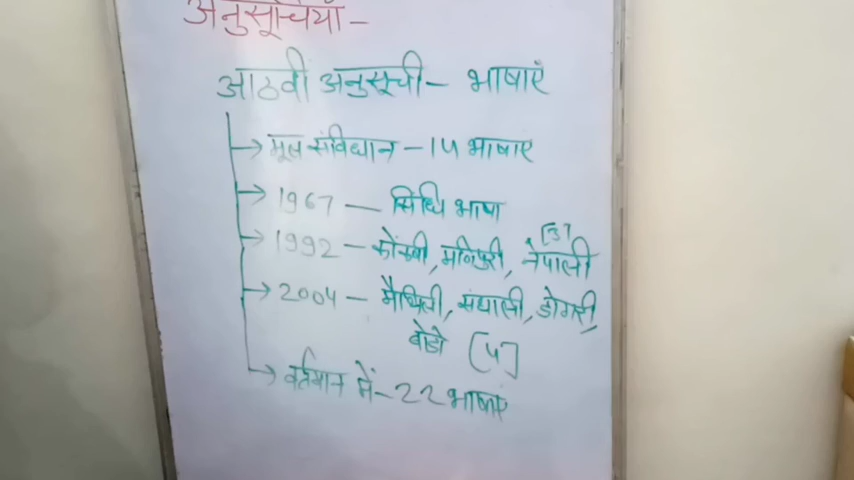 अनुसूचियाँ -
आठवी अनुसूची - भाषाएं
→ मूल संविधान - 14 भाषाएं
→ 1967 — सिंधि भाषा
→ 1992 - कोंकणी, मणिपुरी, नेपाली [3]
→ 2004 - मैथिली, संथाली, डोगरी,
बोडो [4]
→ वर्तमान में - 22 भाषाएं